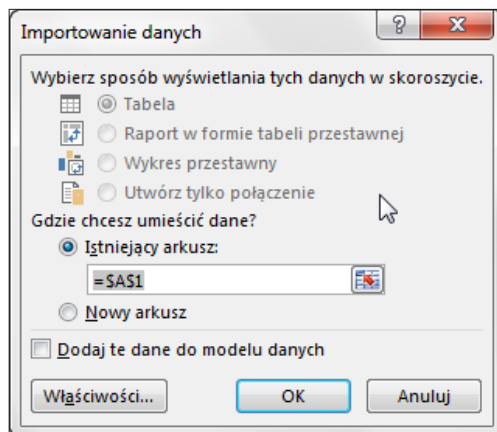 Importowanie danych
Wybierz sposób wyświetlania tych danych w skoroszycie.
Tabela
Raport w formie tabeli przestawnej
Wykres przestawny
Utwórz tylko połączenie
Gdzie chcesz umieścić dane?
Istniejący arkusz:
=$A$1
Nowy arkusz
Dodaj te dane do modelu danych
Właściwości... OK Anuluj